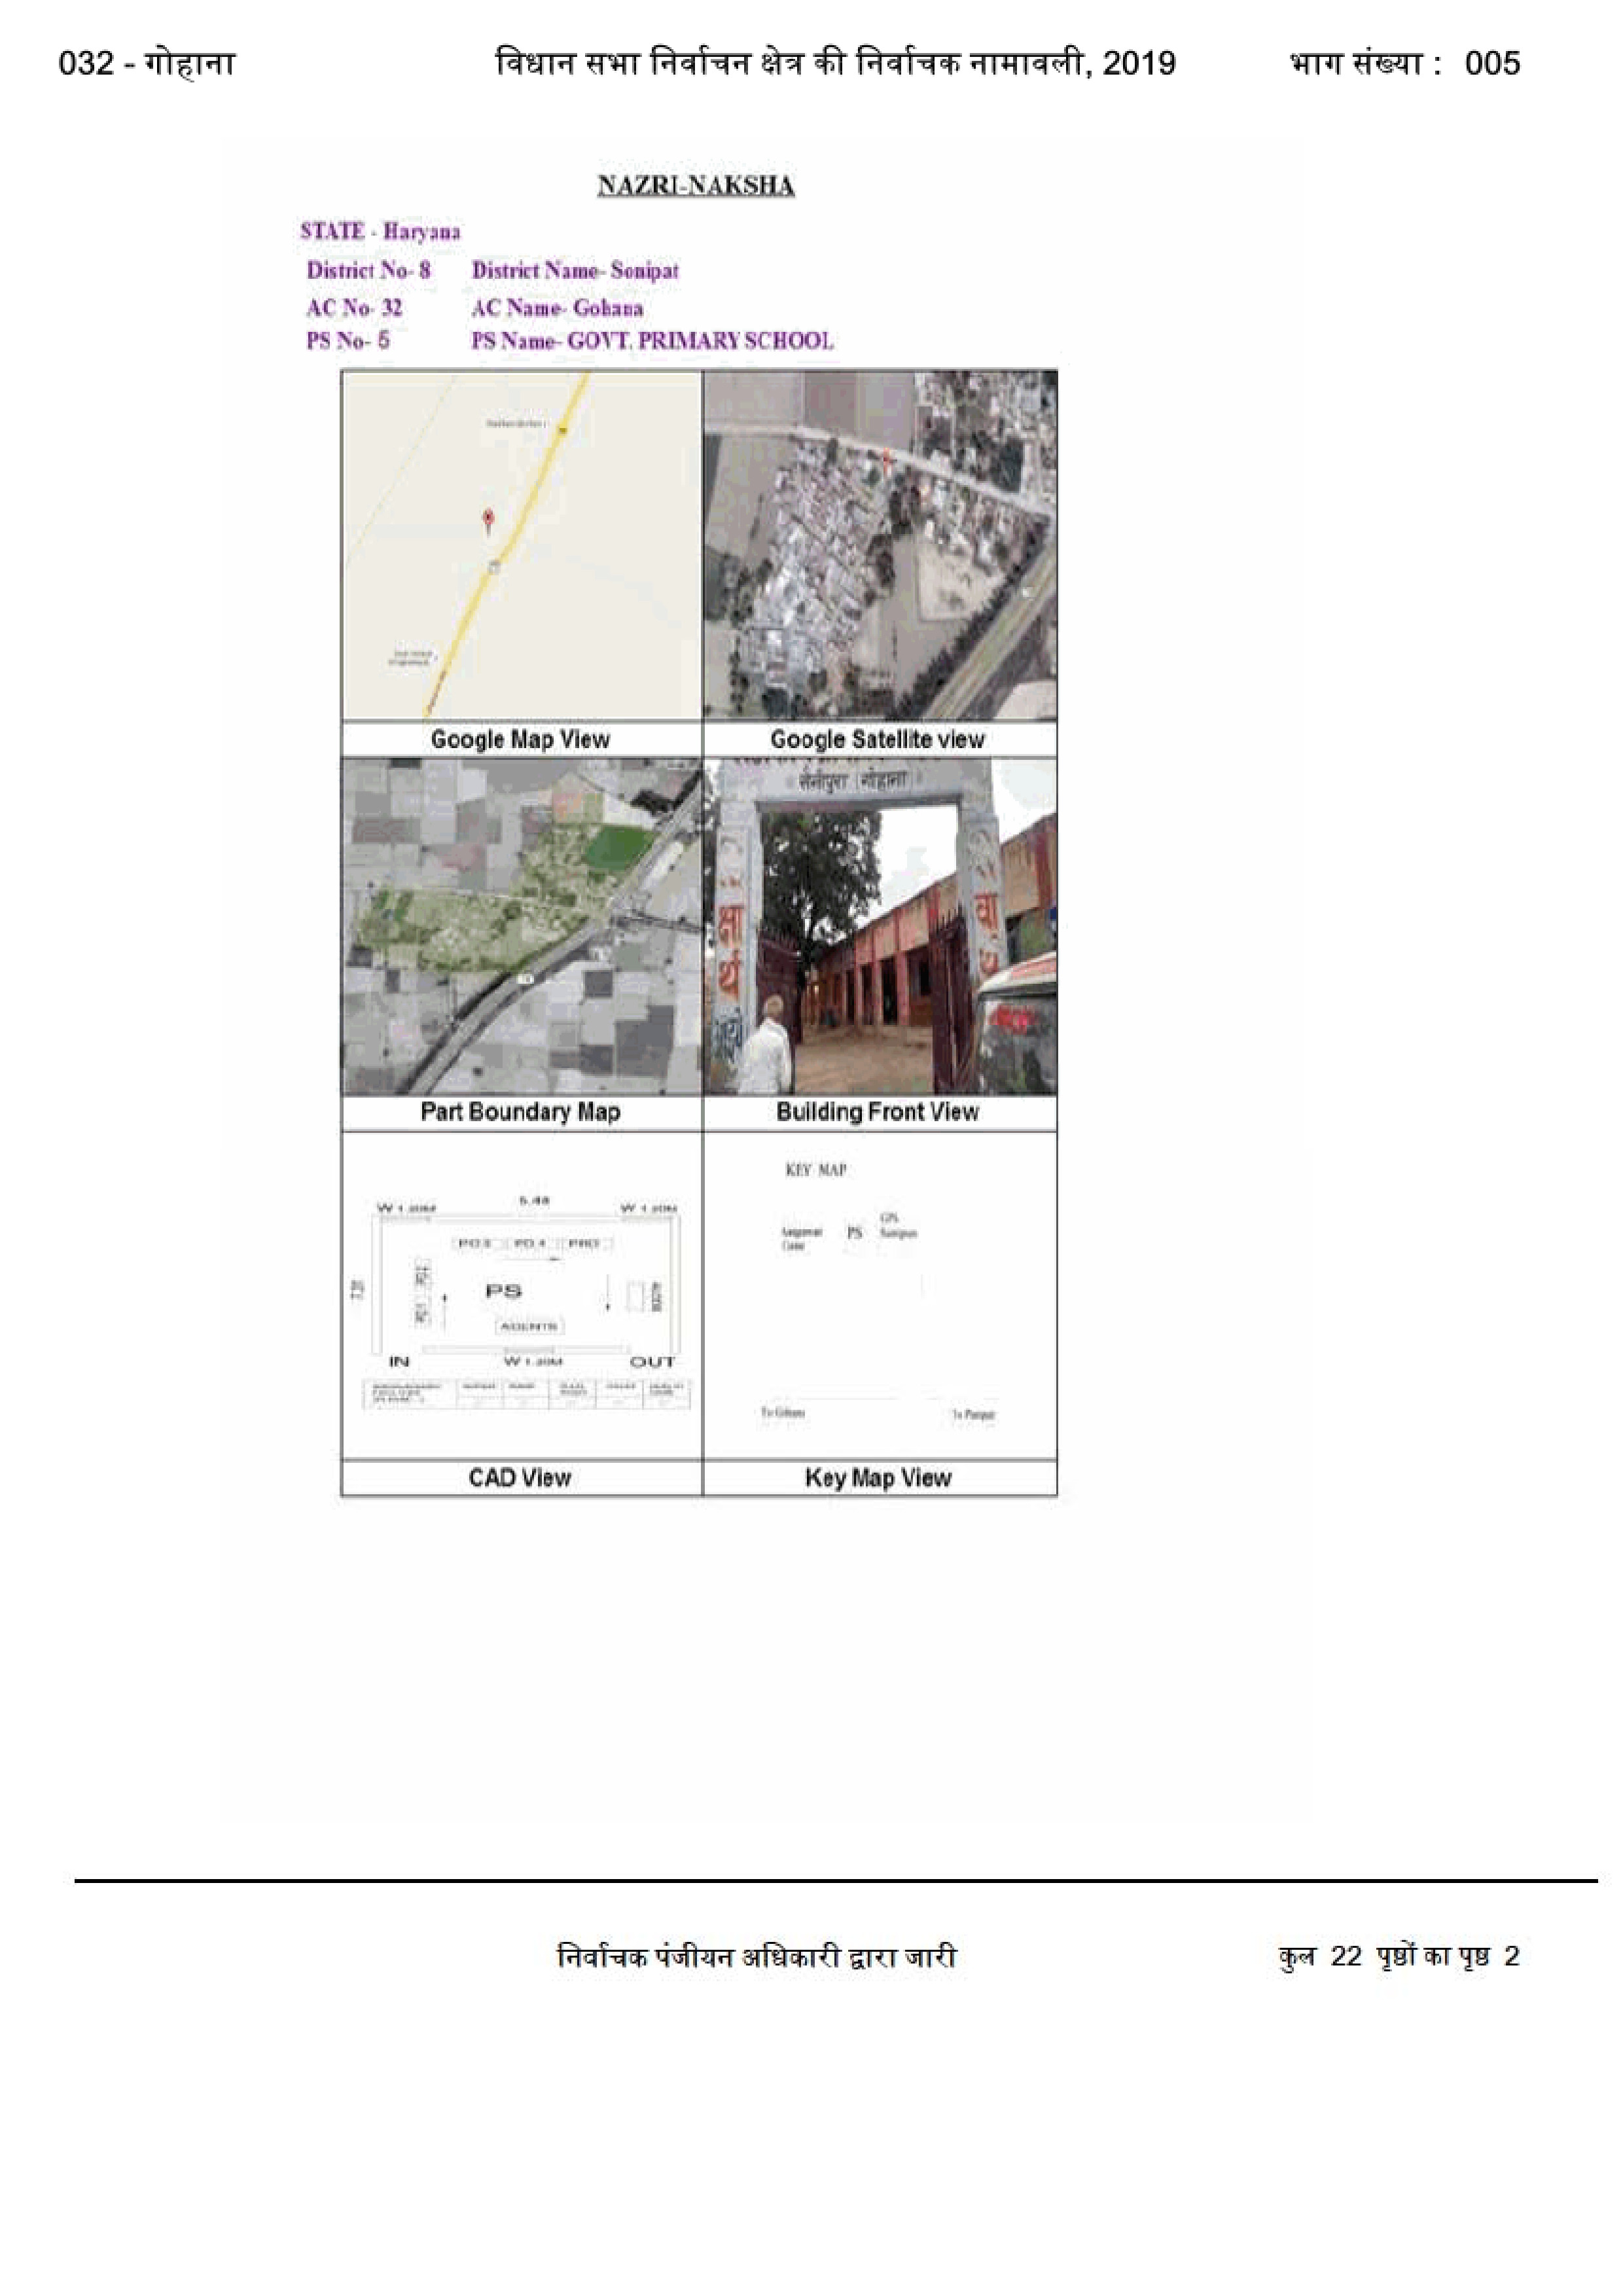 032 - गोहाना
विधान सभा निर्वाचन क्षेत्र की निर्वाचक नामावली, 2019
भाग संख्या : 005
NAZRI-NAKSHA
STATE - Haryana
District No- 8 District Name- Sonipat
AC No- 32 AC Name- Gohana
PS No- 5 PS Name- GOVT. PRIMARY SCHOOL
Google Map View
Google Satellite view
सैनीपुरा (गोहाना)
क्षा
र्थ
वा
Part Boundary Map
Building Front View
5.48
W 1.20M
W 1.20M
PO.3 PO.4 PRO
PS
AGENTS
IN
W 1.20M
OUT
KEY MAP
PS
To Gohana
To Panipat
CAD View
Key Map View
निर्वाचक पंजीयन अधिकारी द्वारा जारी
कुल 22 पृष्ठों का पृष्ठ 2